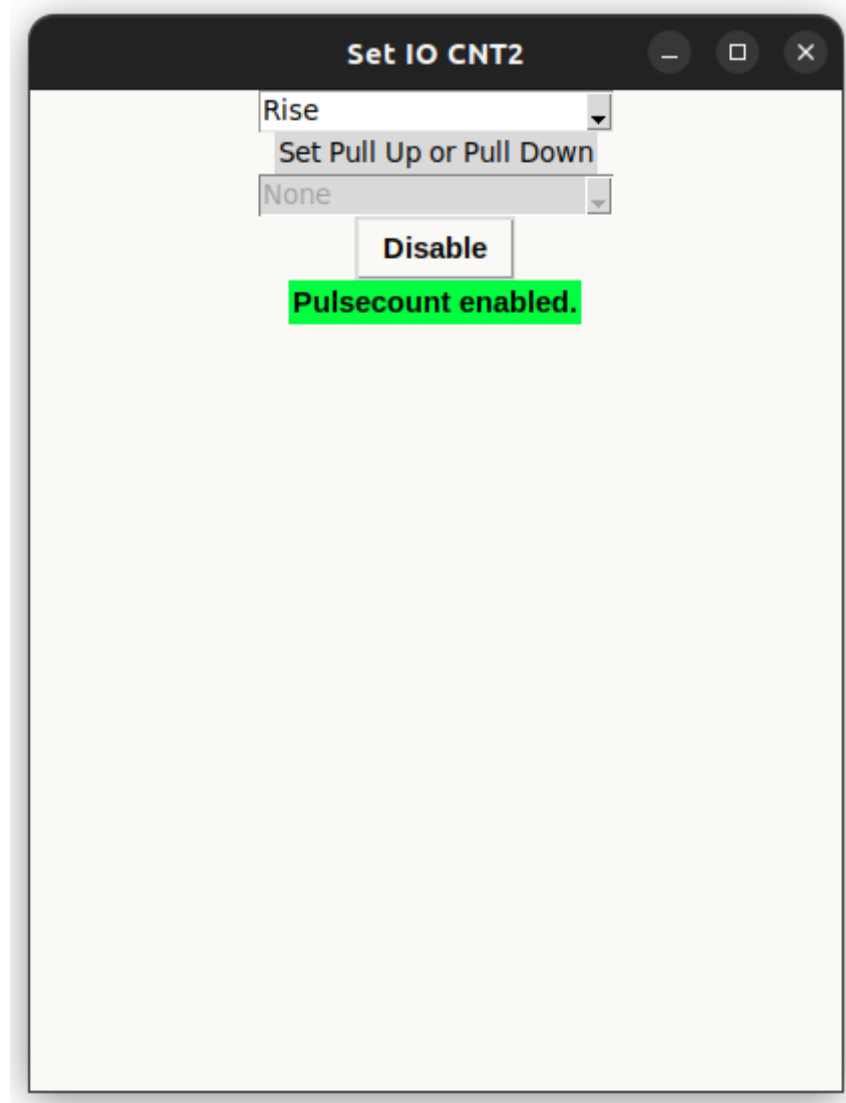 Set IO CNT2
Rise
Set Pull Up or Pull Down
None
Disable
Pulsecount enabled.